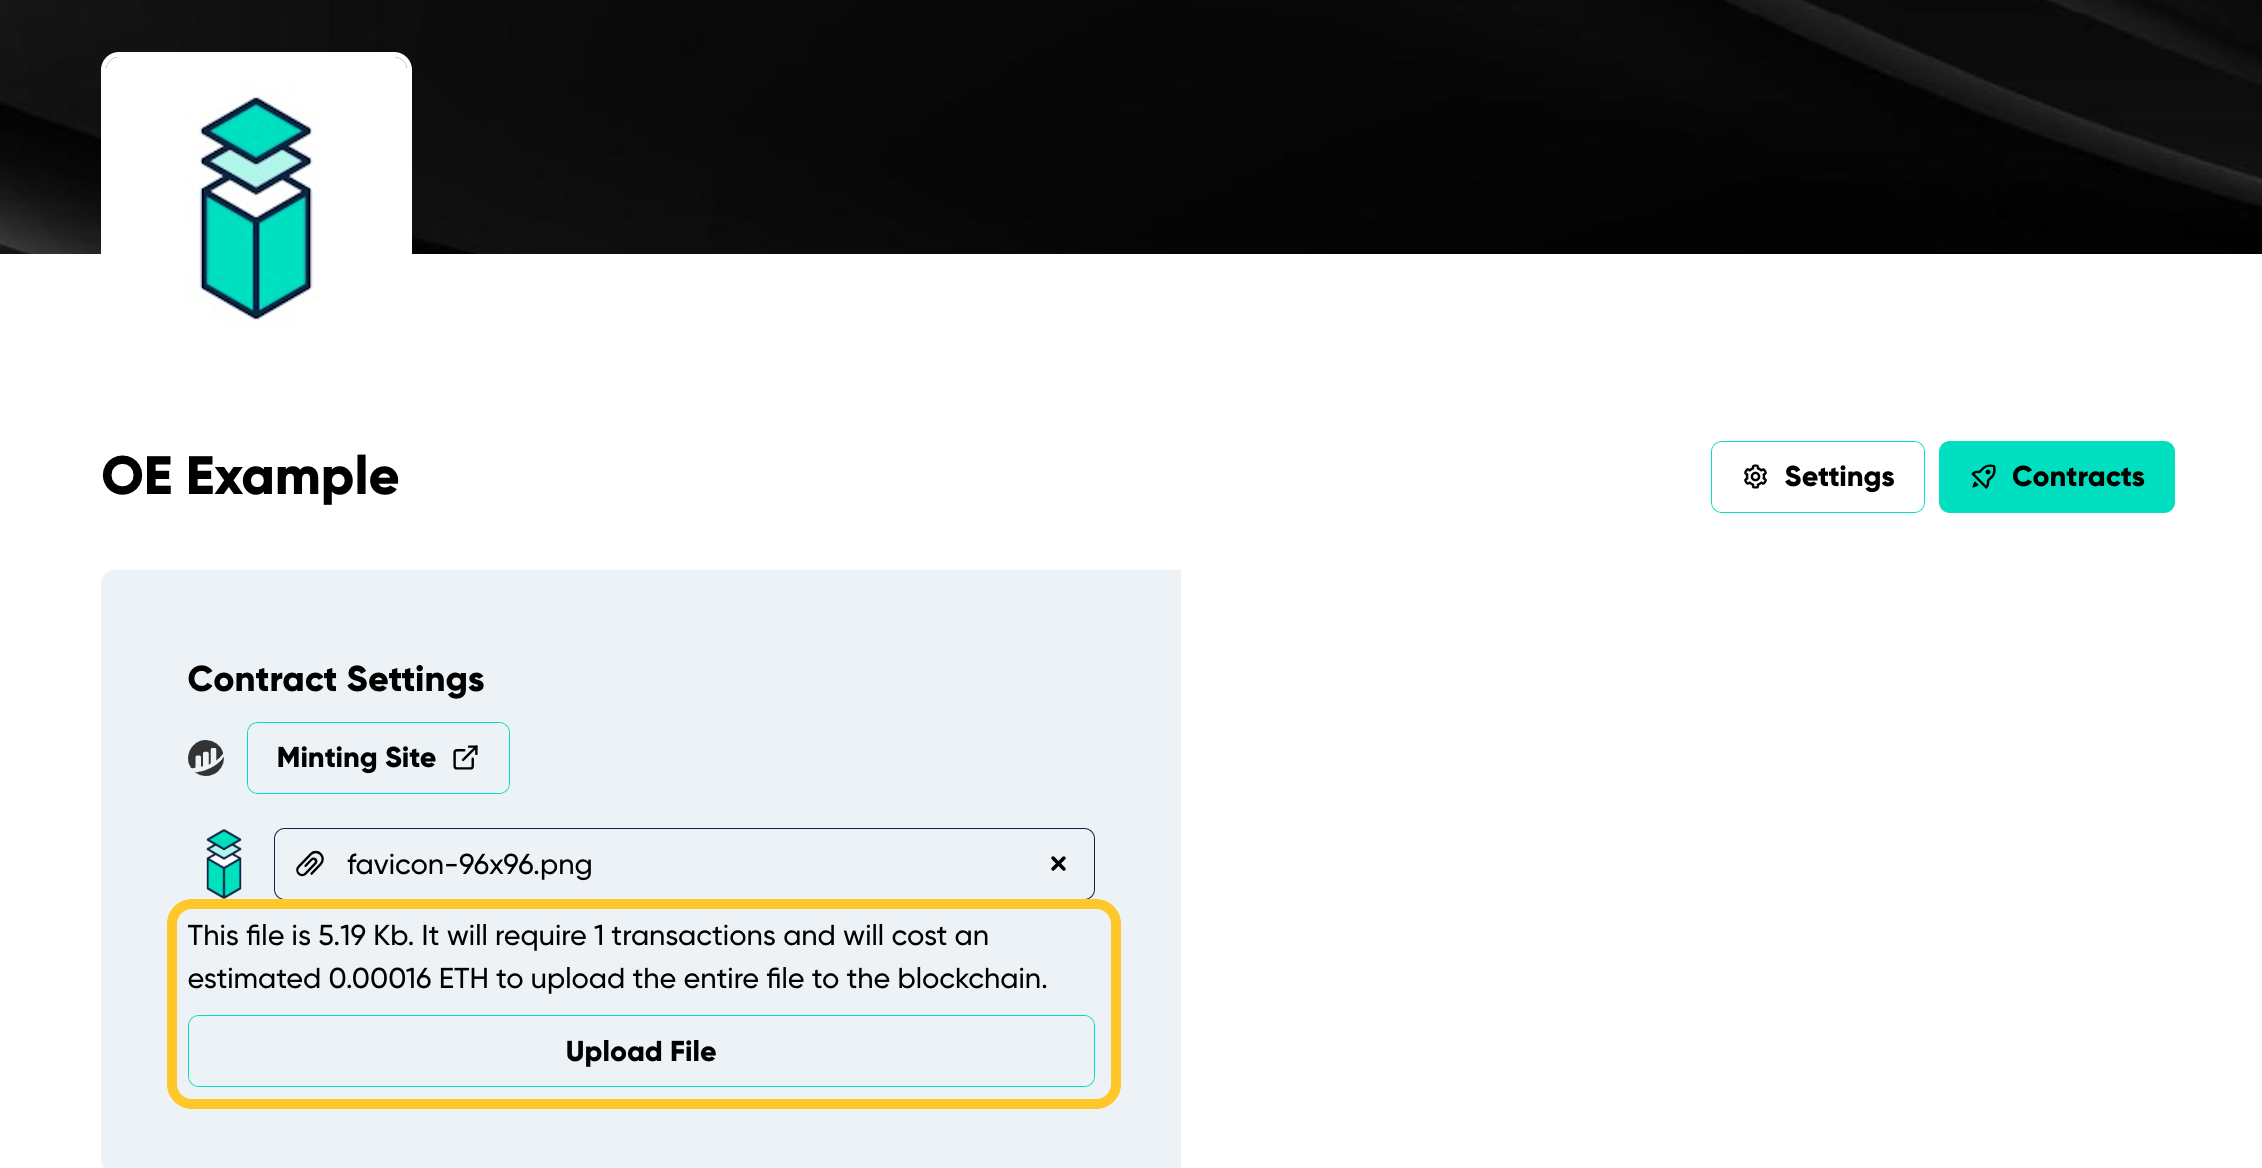 OE Example
Settings
Contracts
Contract Settings
Minting Site
favicon-96x96.png
This file is 5.19 Kb. It will require 1 transactions and will cost an
estimated 0.00016 ETH to upload the entire file to the blockchain.
Upload File